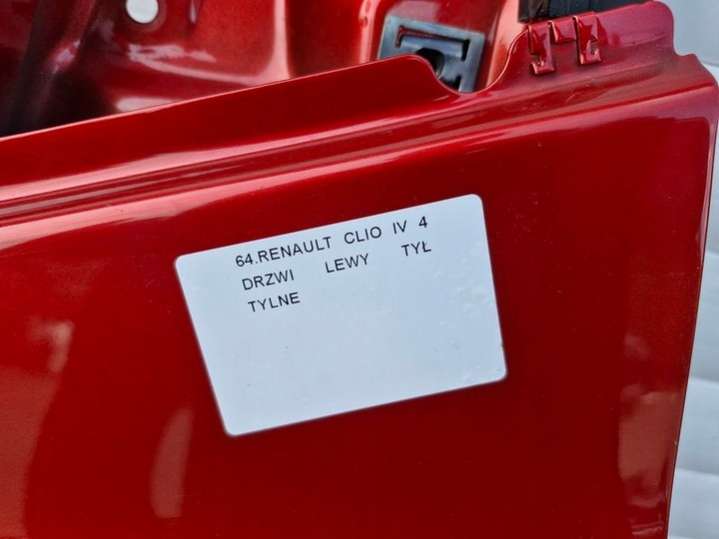 64.RENAULT CLIO IV 4
DRZWI LEWY TYŁ
TYLNE